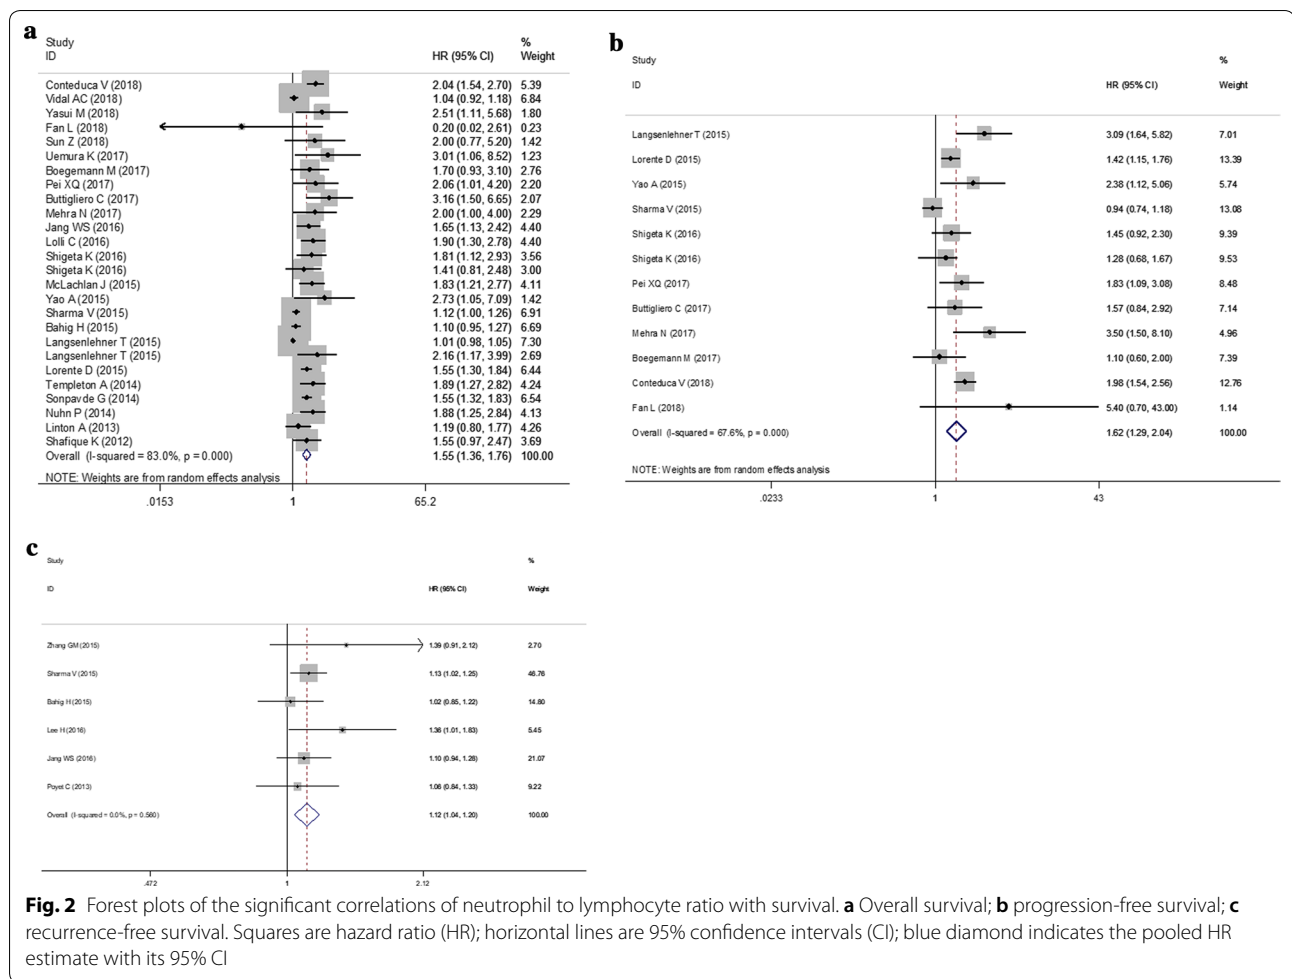 a
Study %
ID HR (95% CI) Weight
Conteduca V (2018) 2.04 (1.54, 2.70) 5.39
Vidal AC (2018) 1.04 (0.92, 1.18) 6.84
Yasui M (2018) 2.51 (1.11, 5.68) 1.80
Fan L (2018) 0.20 (0.02, 2.61) 0.23
Sun Z (2018) 2.00 (0.77, 5.20) 1.42
Uemura K (2017) 3.01 (1.06, 8.52) 1.23
Boegemann M (2017) 1.70 (0.93, 3.10) 2.76
Pei XQ (2017) 2.06 (1.01, 4.20) 2.20
Buttigliero C (2017) 3.16 (1.50, 6.65) 2.07
Mehra N (2017) 2.00 (1.00, 4.00) 2.29
Jang WS (2016) 1.65 (1.13, 2.42) 4.40
Lolli C (2016) 1.90 (1.30, 2.78) 4.40
Shigeta K (2016) 1.81 (1.12, 2.93) 3.56
Shigeta K (2016) 1.41 (0.81, 2.48) 3.00
McLachlan J (2015) 1.83 (1.21, 2.77) 4.11
Yao A (2015) 2.73 (1.05, 7.09) 1.42
Sharma V (2015) 1.12 (1.00, 1.26) 6.91
Bahig H (2015) 1.10 (0.95, 1.27) 6.69
Langsenlehner T (2015) 1.01 (0.98, 1.05) 7.30
Langsenlehner T (2015) 2.16 (1.17, 3.99) 2.69
Lorente D (2015) 1.55 (1.30, 1.84) 6.44
Templeton A (2014) 1.89 (1.27, 2.82) 4.24
Sonpavde G (2014) 1.55 (1.32, 1.83) 6.54
Nuhn P (2014) 1.88 (1.25, 2.84) 4.13
Linton A (2013) 1.19 (0.80, 1.77) 4.26
Shafique K (2012) 1.55 (0.97, 2.47) 3.69
Overall (I-squared = 83.0%, p = 0.000) 1.55 (1.36, 1.76) 100.00
NOTE: Weights are from random effects analysis
.0153 1 65.2
b
Study %
ID HR (95% CI) Weight
Langsenlehner T (2015) 3.09 (1.64, 5.82) 7.01
Lorente D (2015) 1.42 (1.15, 1.76) 13.39
Yao A (2015) 2.38 (1.12, 5.06) 5.74
Sharma V (2015) 0.94 (0.74, 1.18) 13.08
Shigeta K (2016) 1.45 (0.92, 2.30) 9.39
Shigeta K (2016) 1.28 (0.68, 1.67) 9.53
Pei XQ (2017) 1.83 (1.09, 3.08) 8.48
Buttigliero C (2017) 1.57 (0.84, 2.92) 7.14
Mehra N (2017) 3.50 (1.50, 8.10) 4.96
Boegemann M (2017) 1.10 (0.60, 2.00) 7.39
Conteduca V (2018) 1.98 (1.54, 2.56) 12.76
Fan L (2018) 5.40 (0.70, 43.00) 1.14
Overall (I-squared = 67.6%, p = 0.000) 1.62 (1.29, 2.04) 100.00
NOTE: Weights are from random effects analysis
.0233 1 43
c
Study %
ID HR (95% CI) Weight
Zhang GM (2015) 1.39 (0.91, 2.12) 2.70
Sharma V (2015) 1.13 (1.02, 1.25) 46.76
Bahig H (2015) 1.02 (0.85, 1.22) 14.80
Lee H (2016) 1.36 (1.01, 1.83) 5.45
Jang WS (2016) 1.10 (0.94, 1.28) 21.07
Poyet C (2013) 1.06 (0.84, 1.33) 9.22
Overall (I-squared = 0.0%, p = 0.560) 1.12 (1.04, 1.20) 100.00
.472 1 2.12
Fig. 2 Forest plots of the significant correlations of neutrophil to lymphocyte ratio with survival. a Overall survival; b progression-free survival; c
recurrence-free survival. Squares are hazard ratio (HR); horizontal lines are 95% confidence intervals (CI); blue diamond indicates the pooled HR
estimate with its 95% CI